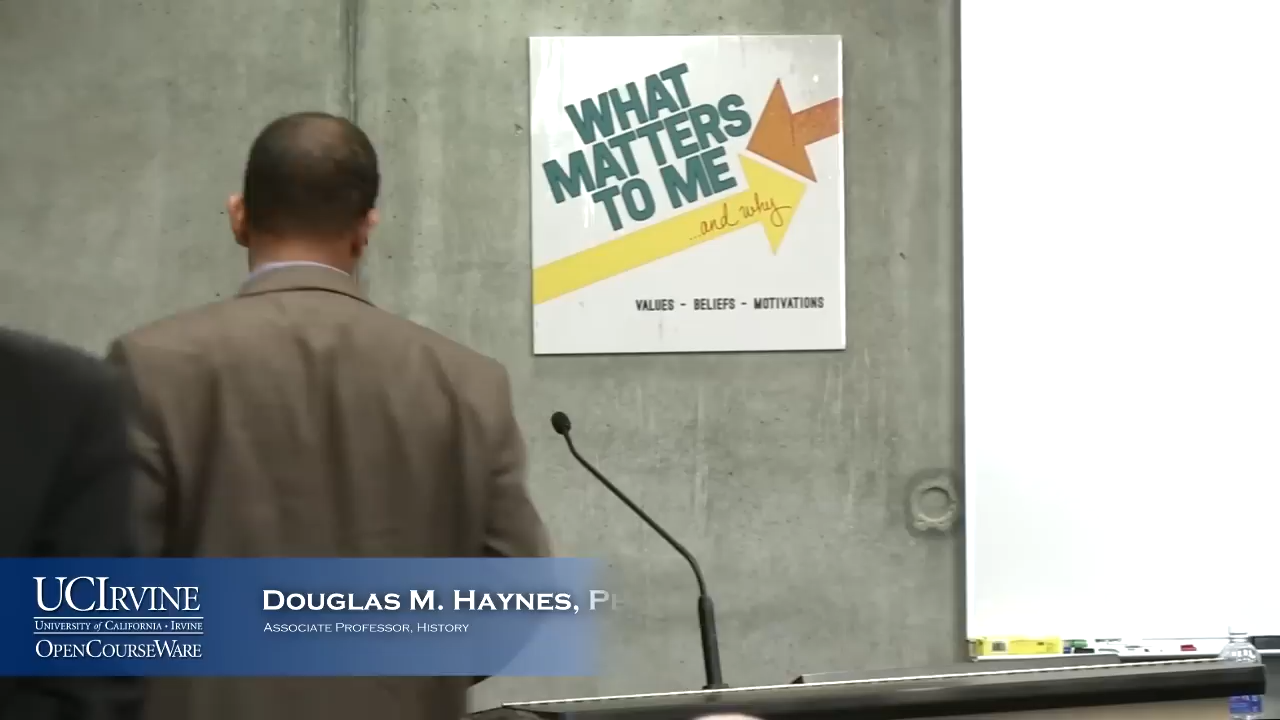 WHAT
MATTERS
TO ME
...and why
VALUES - BELIEFS - MOTIVATIONS
UCIRVINE
UNIVERSITY of CALIFORNIA • IRVINE
OPENCOURSEWARE
DOUGLAS M. HAYNES, P
ASSOCIATE PROFESSOR, HISTORY